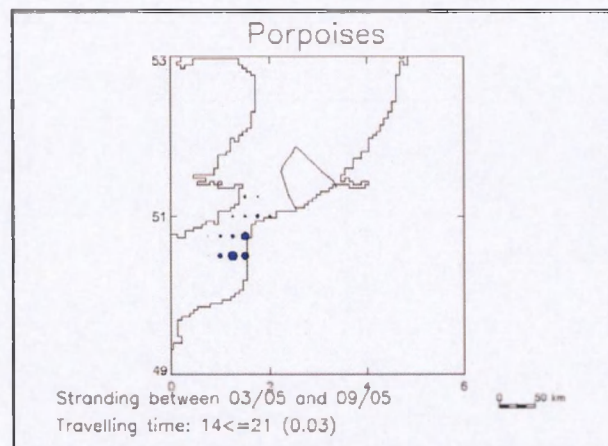 Porpoises
53
51
49
0 2 4 6
Stranding between 03/05 and 09/05
0 50 km
Travelling time: 14<=21 (0.03)